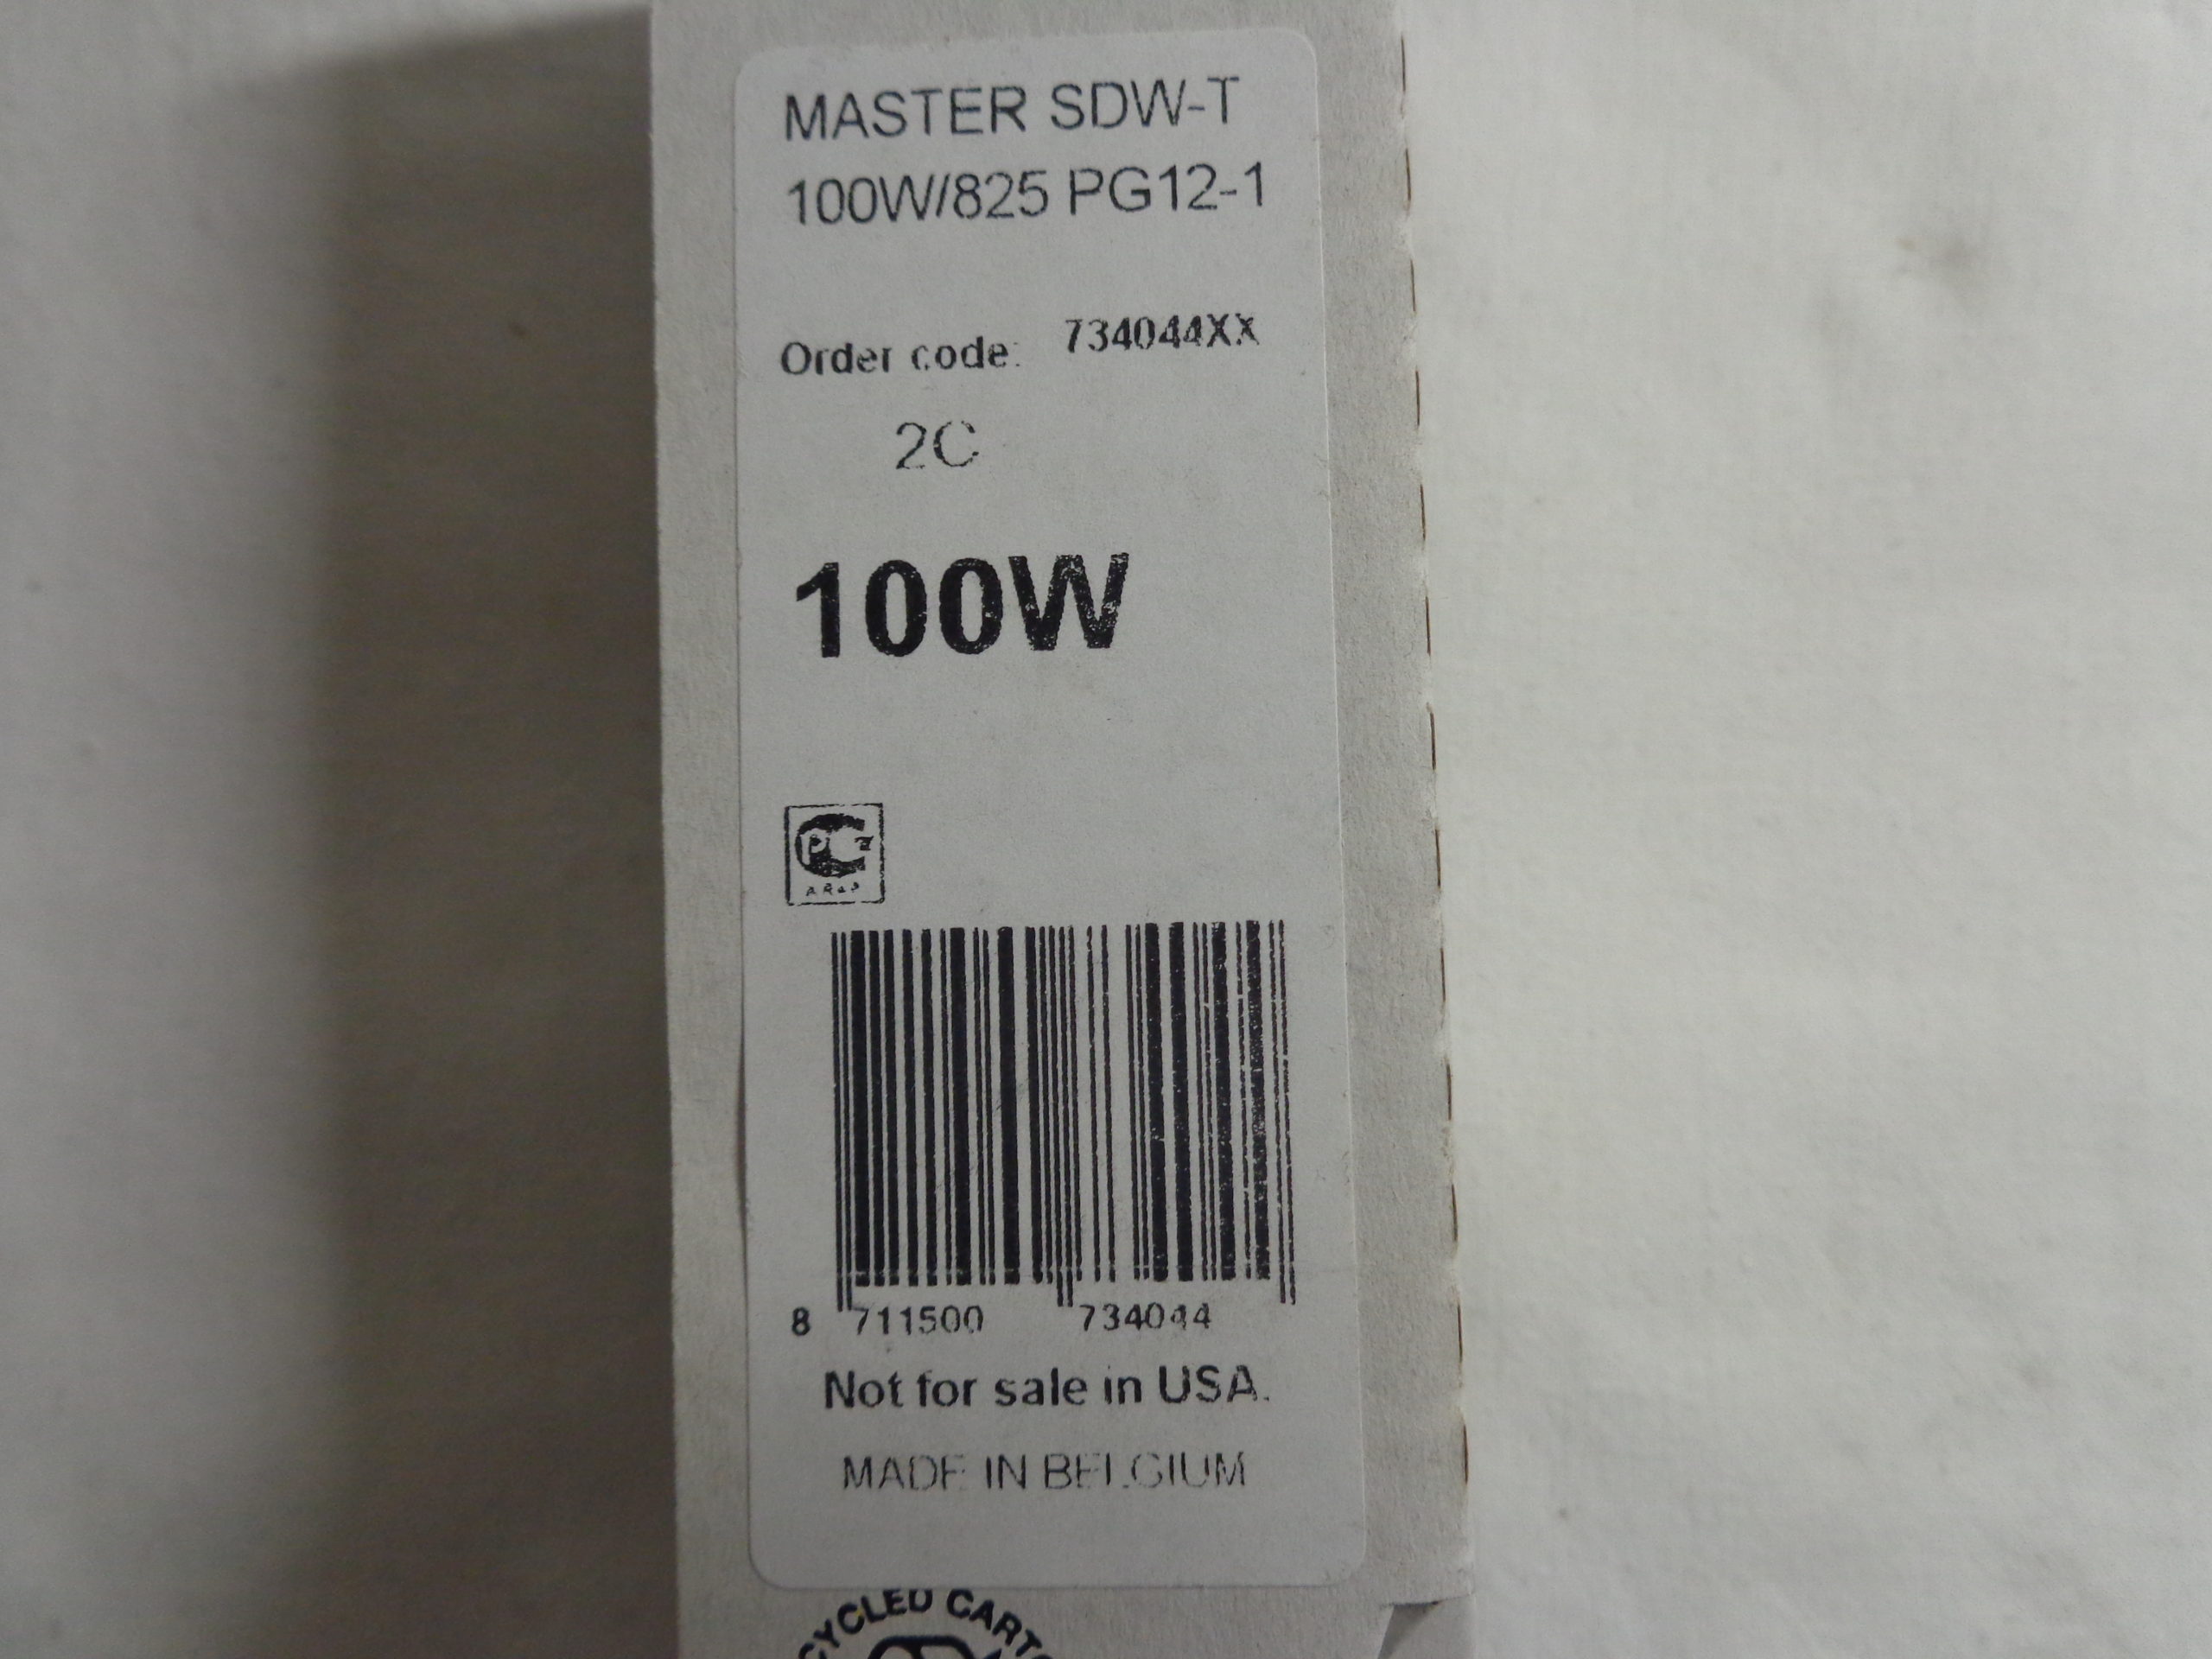 MASTER SDW-T
100W/825 PG12-1
Order code: 734044XX
2C
100W
8 711500 734044
Not for sale in USA.
MADE IN BELGIUM